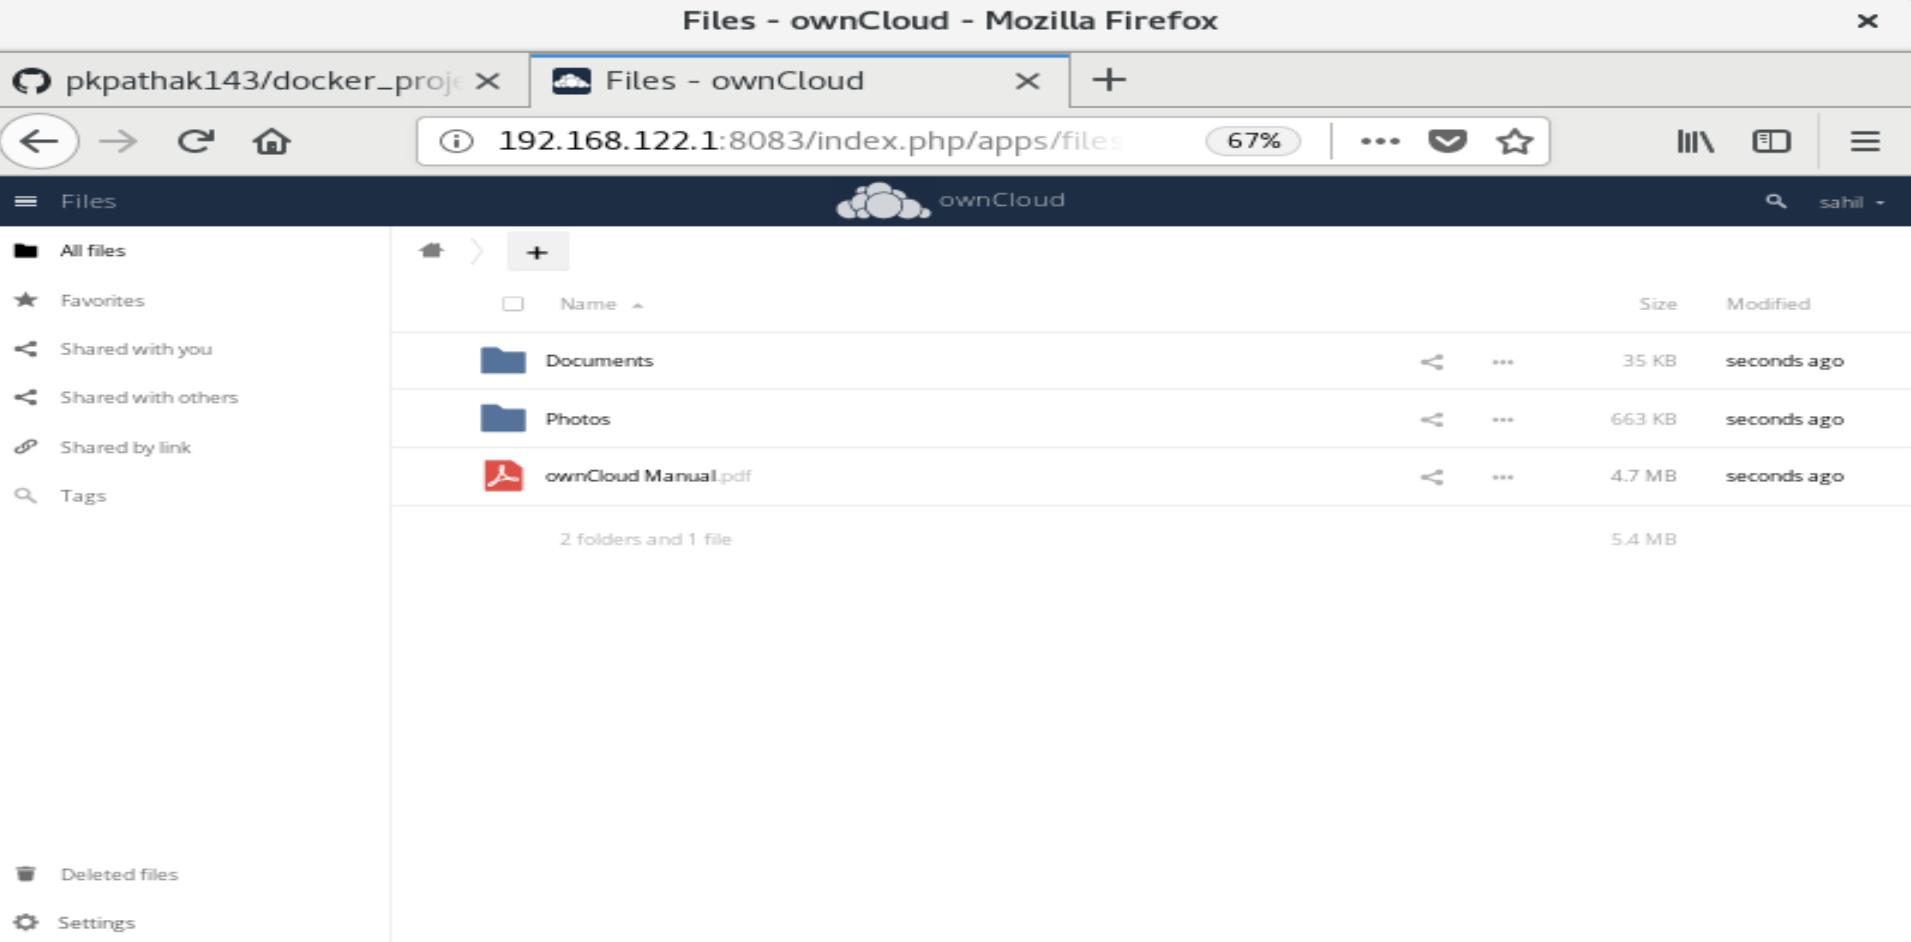 Files - ownCloud - Mozilla Firefox
pkpathak143/docker_proje
Files - ownCloud
192.168.122.1:8083/index.php/apps/files
67%
Files
ownCloud
sahil
All files
Favorites
Shared with you
Shared with others
Shared by link
Tags
Deleted files
Settings
Name Size Modified
Documents 35 KB seconds ago
Photos 663 KB seconds ago
ownCloud Manual.pdf 4.7 MB seconds ago
2 folders and 1 file 5.4 MB